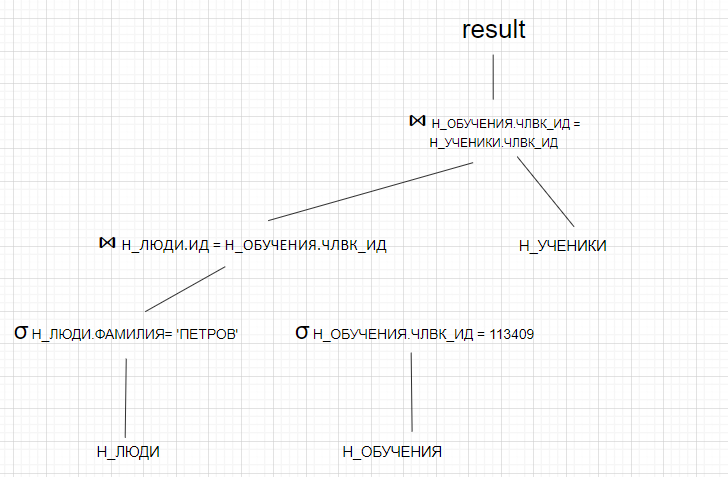 result
⋈ Н_ОБУЧЕНИЯ.ЧЛВК_ИД =
Н_УЧЕНИКИ.ЧЛВК_ИД
⋈ Н_ЛЮДИ.ИД = Н_ОБУЧЕНИЯ.ЧЛВК_ИД
Н_УЧЕНИКИ
σ Н_ЛЮДИ.ФАМИЛИЯ= 'ПЕТРОВ'
σ Н_ОБУЧЕНИЯ.ЧЛВК_ИД = 113409
Н_ЛЮДИ
Н_ОБУЧЕНИЯ